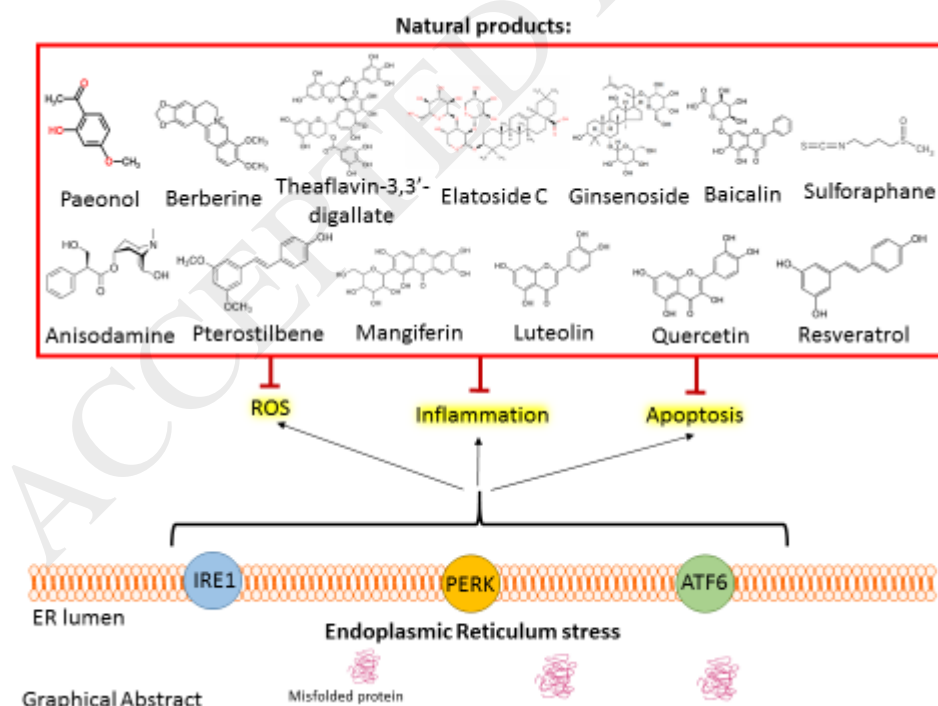 Natural products:
Paeonol
Berberine
Theaflavin-3,3'-
digallate
Elatoside C
Ginsenoside
Baicalin
Sulforaphane
Anisodamine
Pterostilbene
Mangiferin
Luteolin
Quercetin
Resveratrol
ROS
Inflammation
Apoptosis
IRE1
PERK
ATF6
ER lumen
Endoplasmic Reticulum stress
Misfolded protein
Graphical Abstract
ACCEPTED